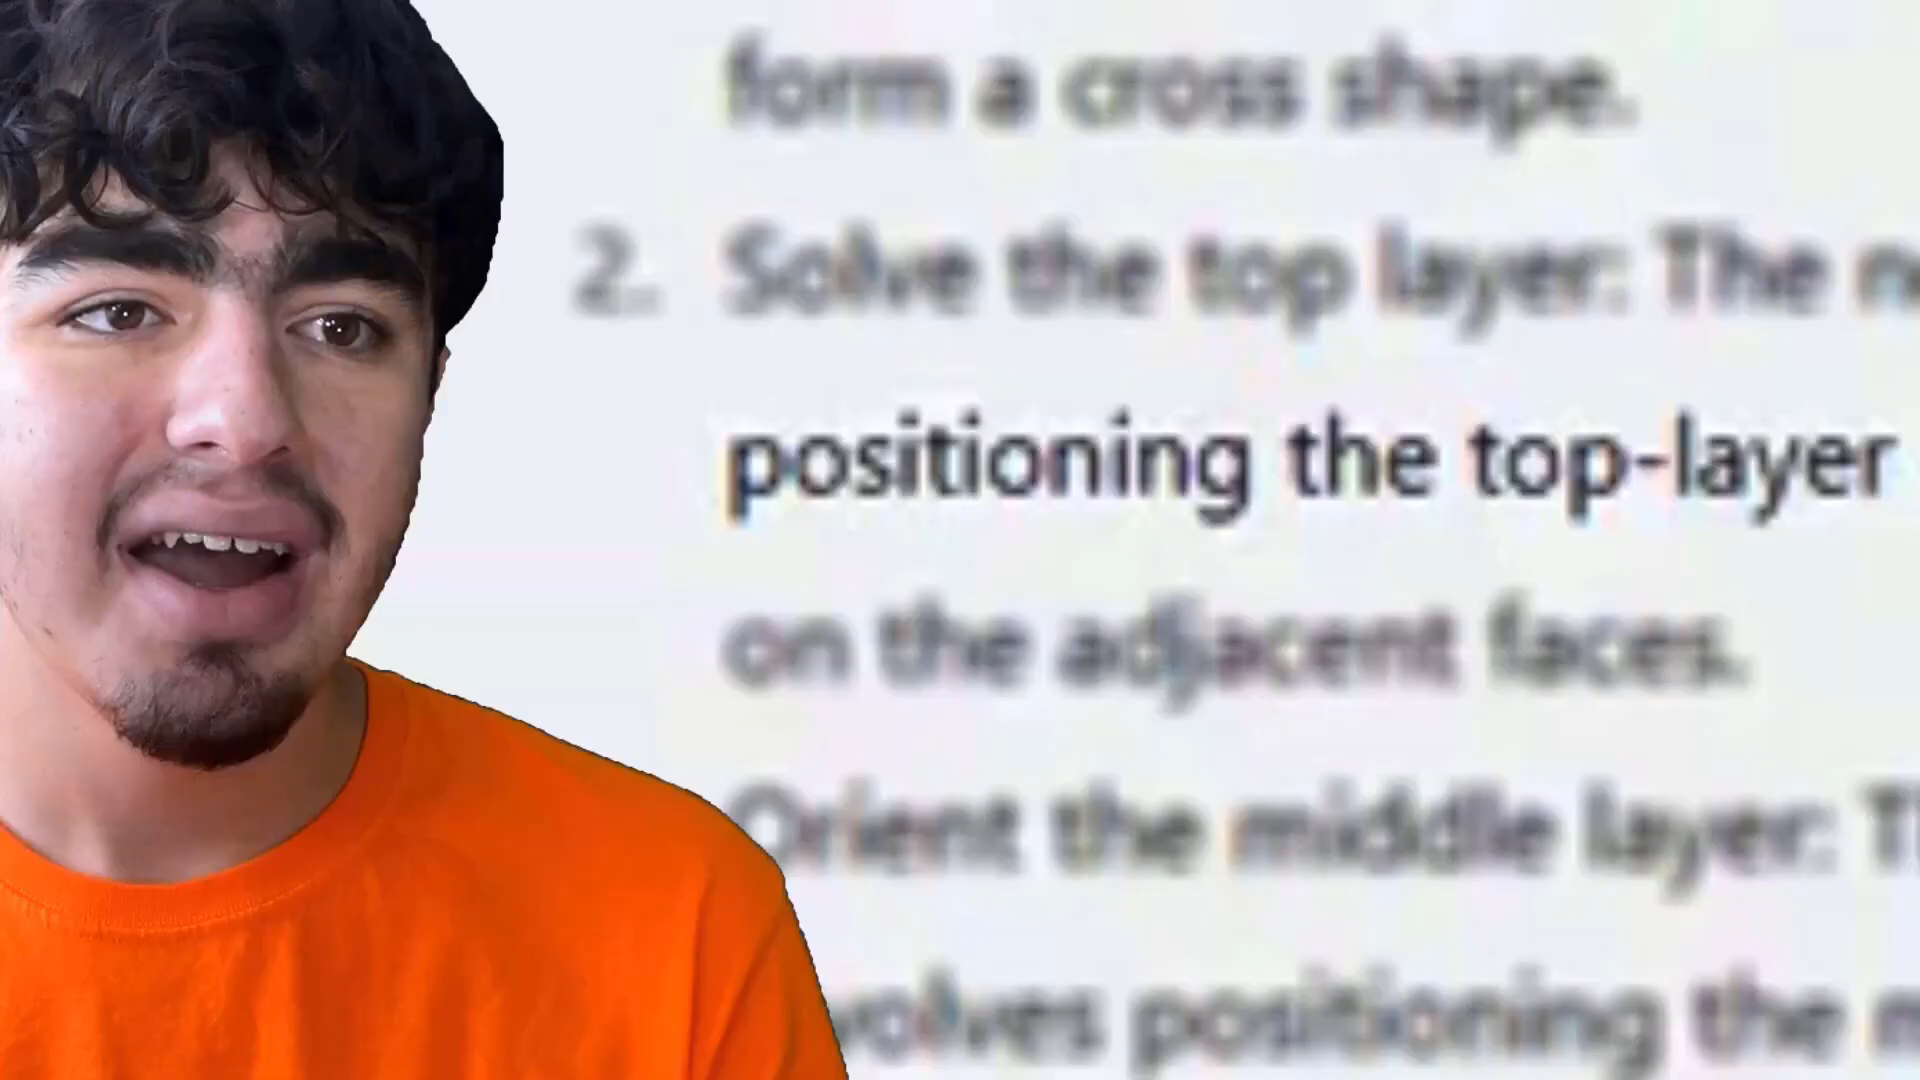 form a cross shape.
2. Solve the top layer: The
positioning the top-layer
on the adjacent faces.
Orient the middle layer:
positioning the